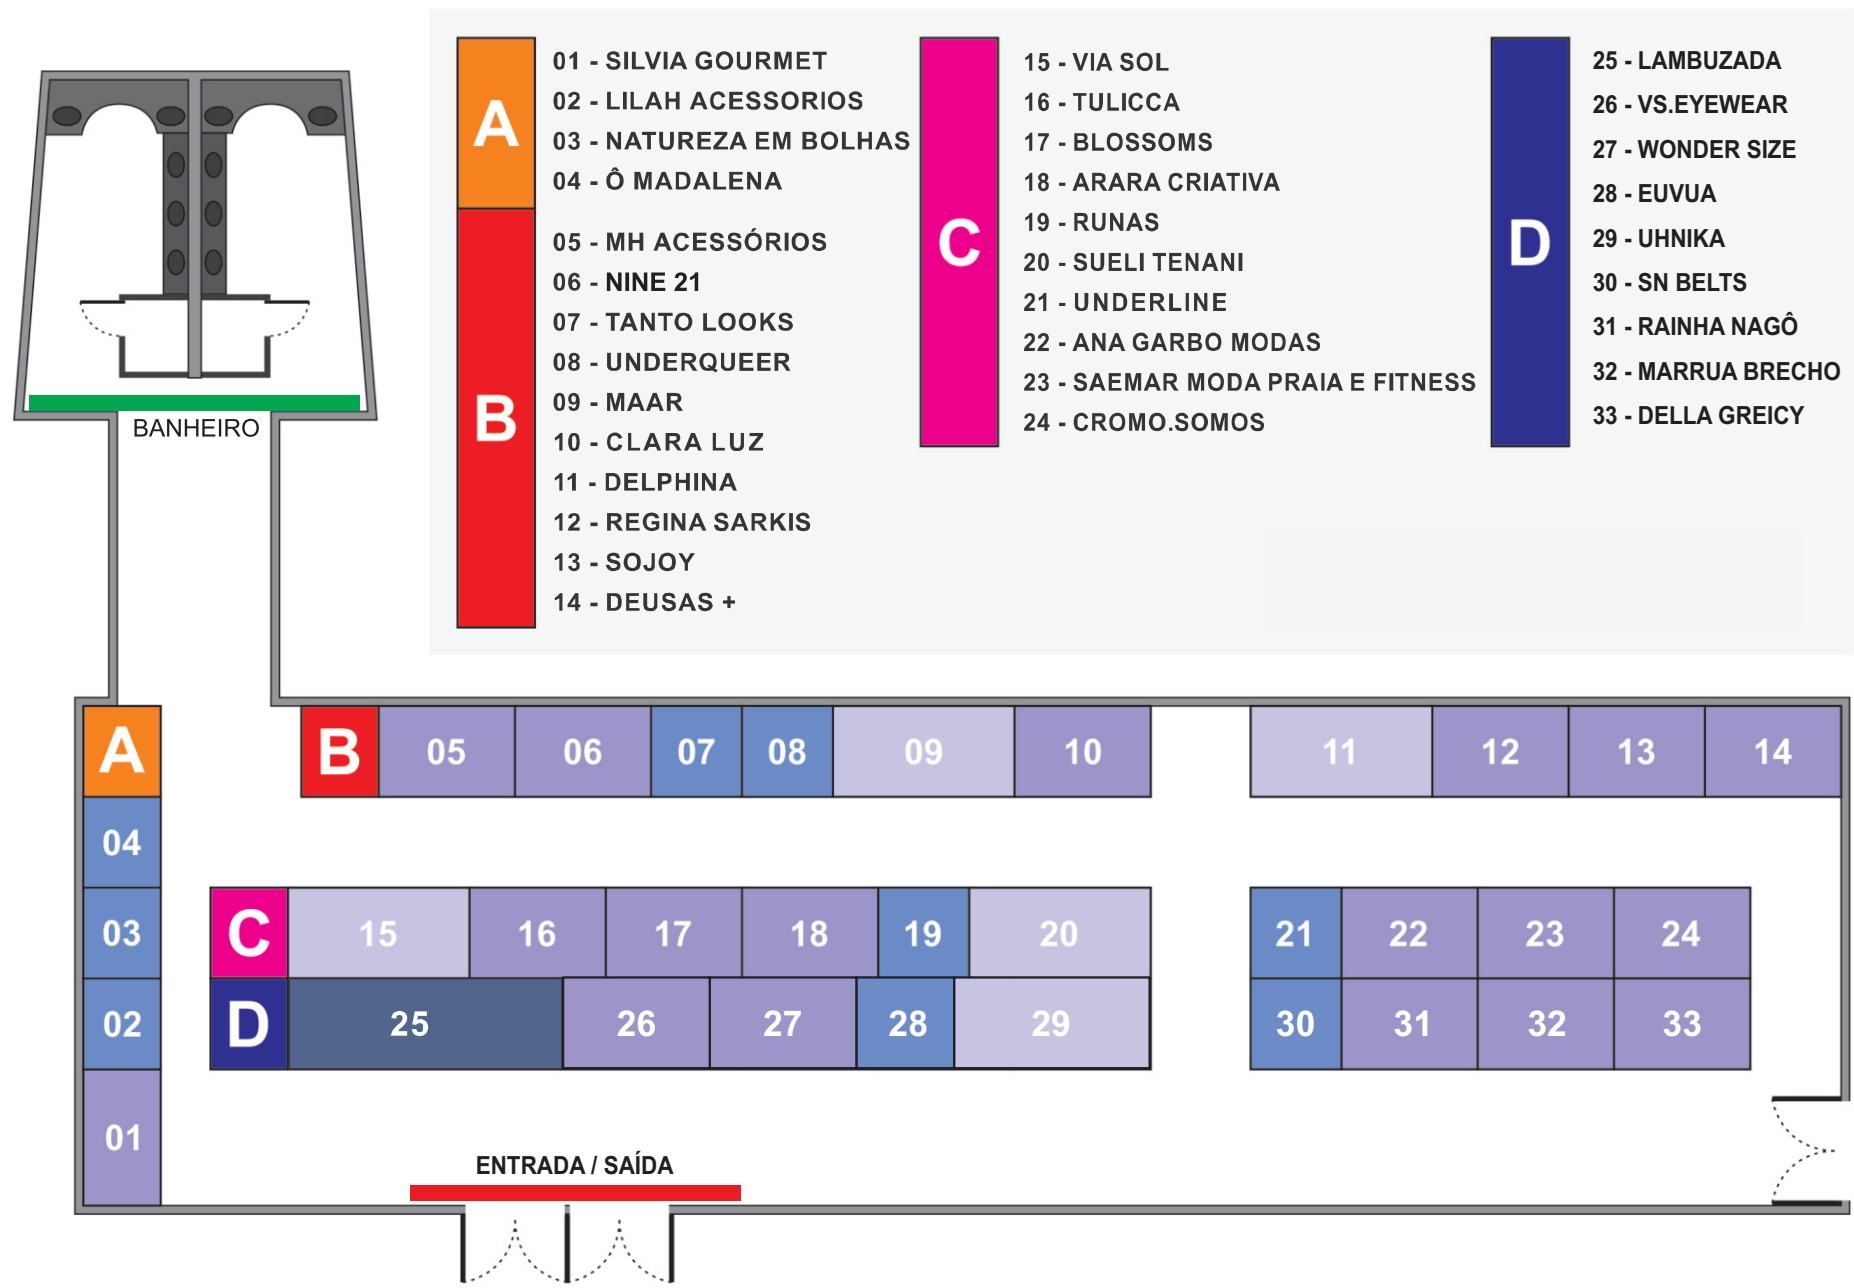 A
01 - SILVIA GOURMET
02 - LILAH ACESSORIOS
03 - NATUREZA EM BOLHAS
04 - Ô MADALENA
B
05 - MH ACESSÓRIOS
06 - NINE 21
07 - TANTO LOOKS
08 - UNDERQUEER
09 - MAAR
10 - CLARA LUZ
11 - DELPHINA
12 - REGINA SARKIS
13 - SOJOY
14 - DEUSAS +
C
15 - VIA SOL
16 - TULICCA
17 - BLOSSOMS
18 - ARARA CRIATIVA
19 - RUNAS
20 - SUELI TENANI
21 - UNDERLINE
22 - ANA GARBO MODAS
23 - SAEMAR MODA PRAIA E FITNESS
24 - CROMO.SOMOS
D
25 - LAMBUZADA
26 - VS.EYEWEAR
27 - WONDER SIZE
28 - EUVUA
29 - UHNIKA
30 - SN BELTS
31 - RAINHA NAGÔ
32 - MARRUA BRECHO
33 - DELLA GREICY
BANHEIRO
A
04
03
02
01
B 05 06 07 08 09 10 11 12 13 14
C 15 16 17 18 19 20 21 22 23 24
D 25 26 27 28 29 30 31 32 33
ENTRADA / SAÍDA